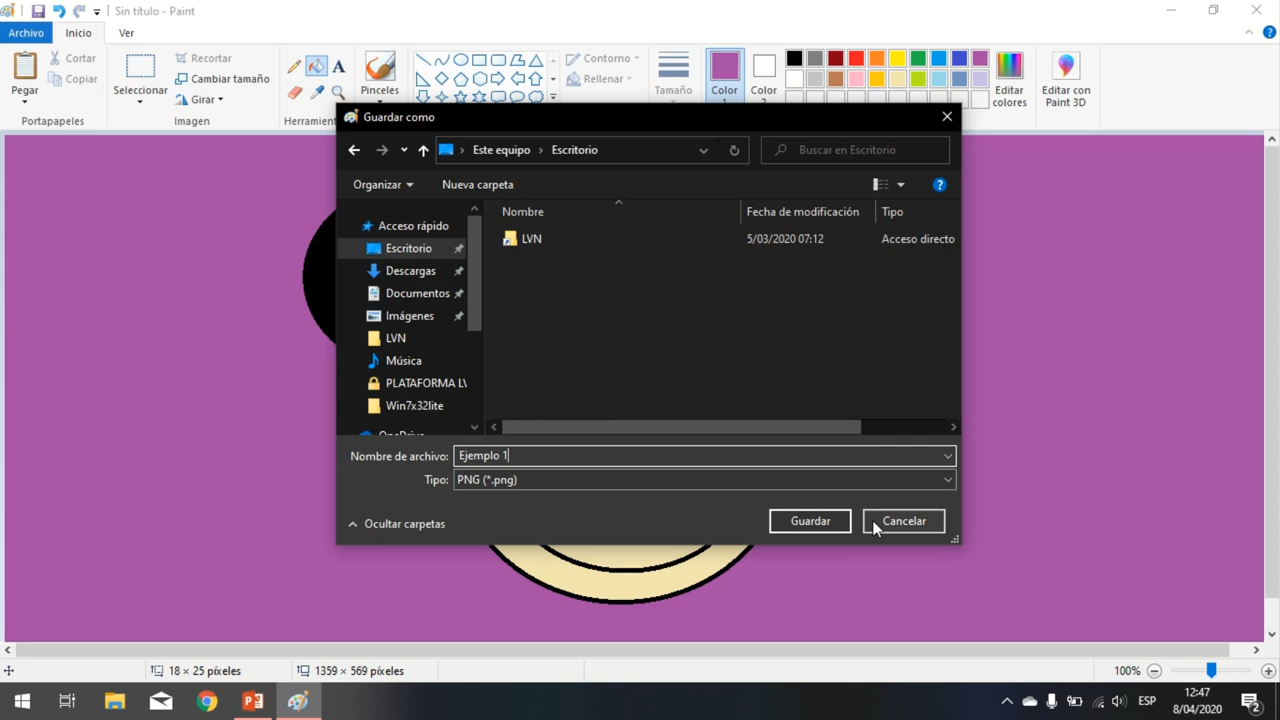 Sin título - Paint
Archivo Inicio Ver
Pegar
Cortar
Copiar
Portapapeles
Seleccionar
Recortar
Cambiar tamaño
Girar
Imagen
A
Herramient
Pinceles
Contorno
Rellenar
Tamaño
Color
1
Color
2
Editar
colores
Editar con
Paint 3D
Guardar como
Este equipo › Escritorio
Buscar en Escritorio
Organizar Nueva carpeta
Acceso rápido
Escritorio
Descargas
Documentos
Imágenes
LVN
Música
PLATAFORMA LV
Win7x32lite
OneDrive
Nombre Fecha de modificación Tipo
LVN 5/03/2020 07:12 Acceso directo
Nombre de archivo: Ejemplo 1
Tipo: PNG (*.png)
Ocultar carpetas Guardar Cancelar
18 × 25 píxeles 1359 × 569 píxeles 100%
ESP 12:47
8/04/2020 2